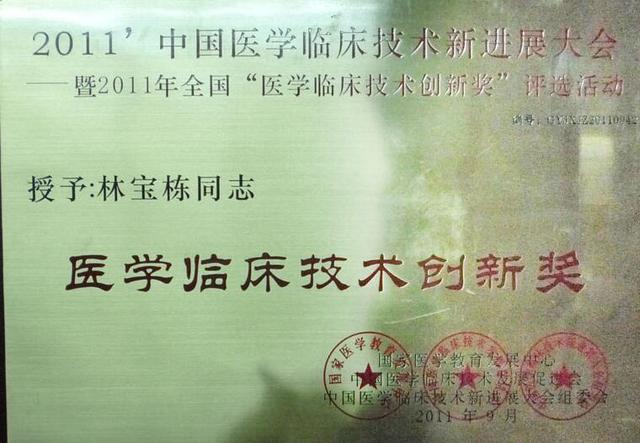 2011’中国医学临床技术新进展大会
——暨2011年全国“医学临床技术创新奖”评选活动
授予:林宝栋同志
医学临床技术创新奖
国家医学教育发展中心
中国医学临床技术发展促进会
中国医学临床技术新进展大会组委会
2011 年 9 月